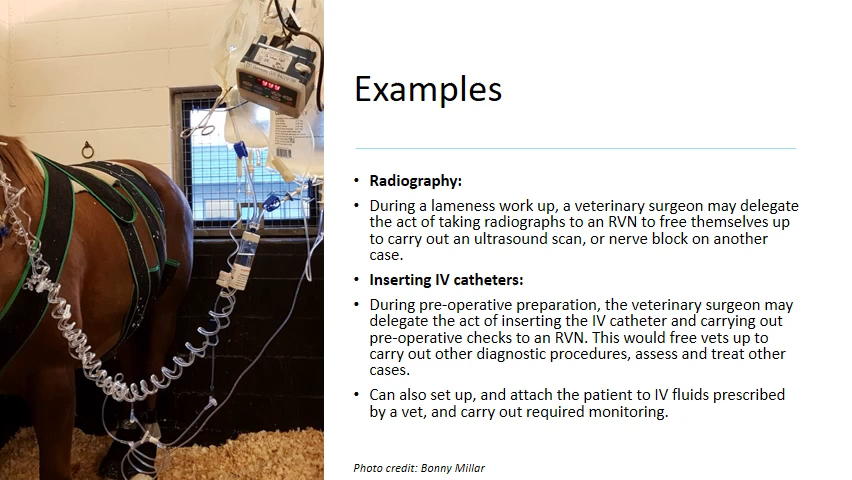 Examples
• Radiography:
• During a lameness work up, a veterinary surgeon may delegate
the act of taking radiographs to an RVN to free themselves up
to carry out an ultrasound scan, or nerve block on another
case.
• Inserting IV catheters:
• During pre-operative preparation, the veterinary surgeon may
delegate the act of inserting the IV catheter and carrying out
pre-operative checks to an RVN. This would free vets up to
carry out other diagnostic procedures, assess and treat other
cases.
• Can also set up, and attach the patient to IV fluids prescribed
by a vet, and carry out required monitoring.
Photo credit: Bonny Millar